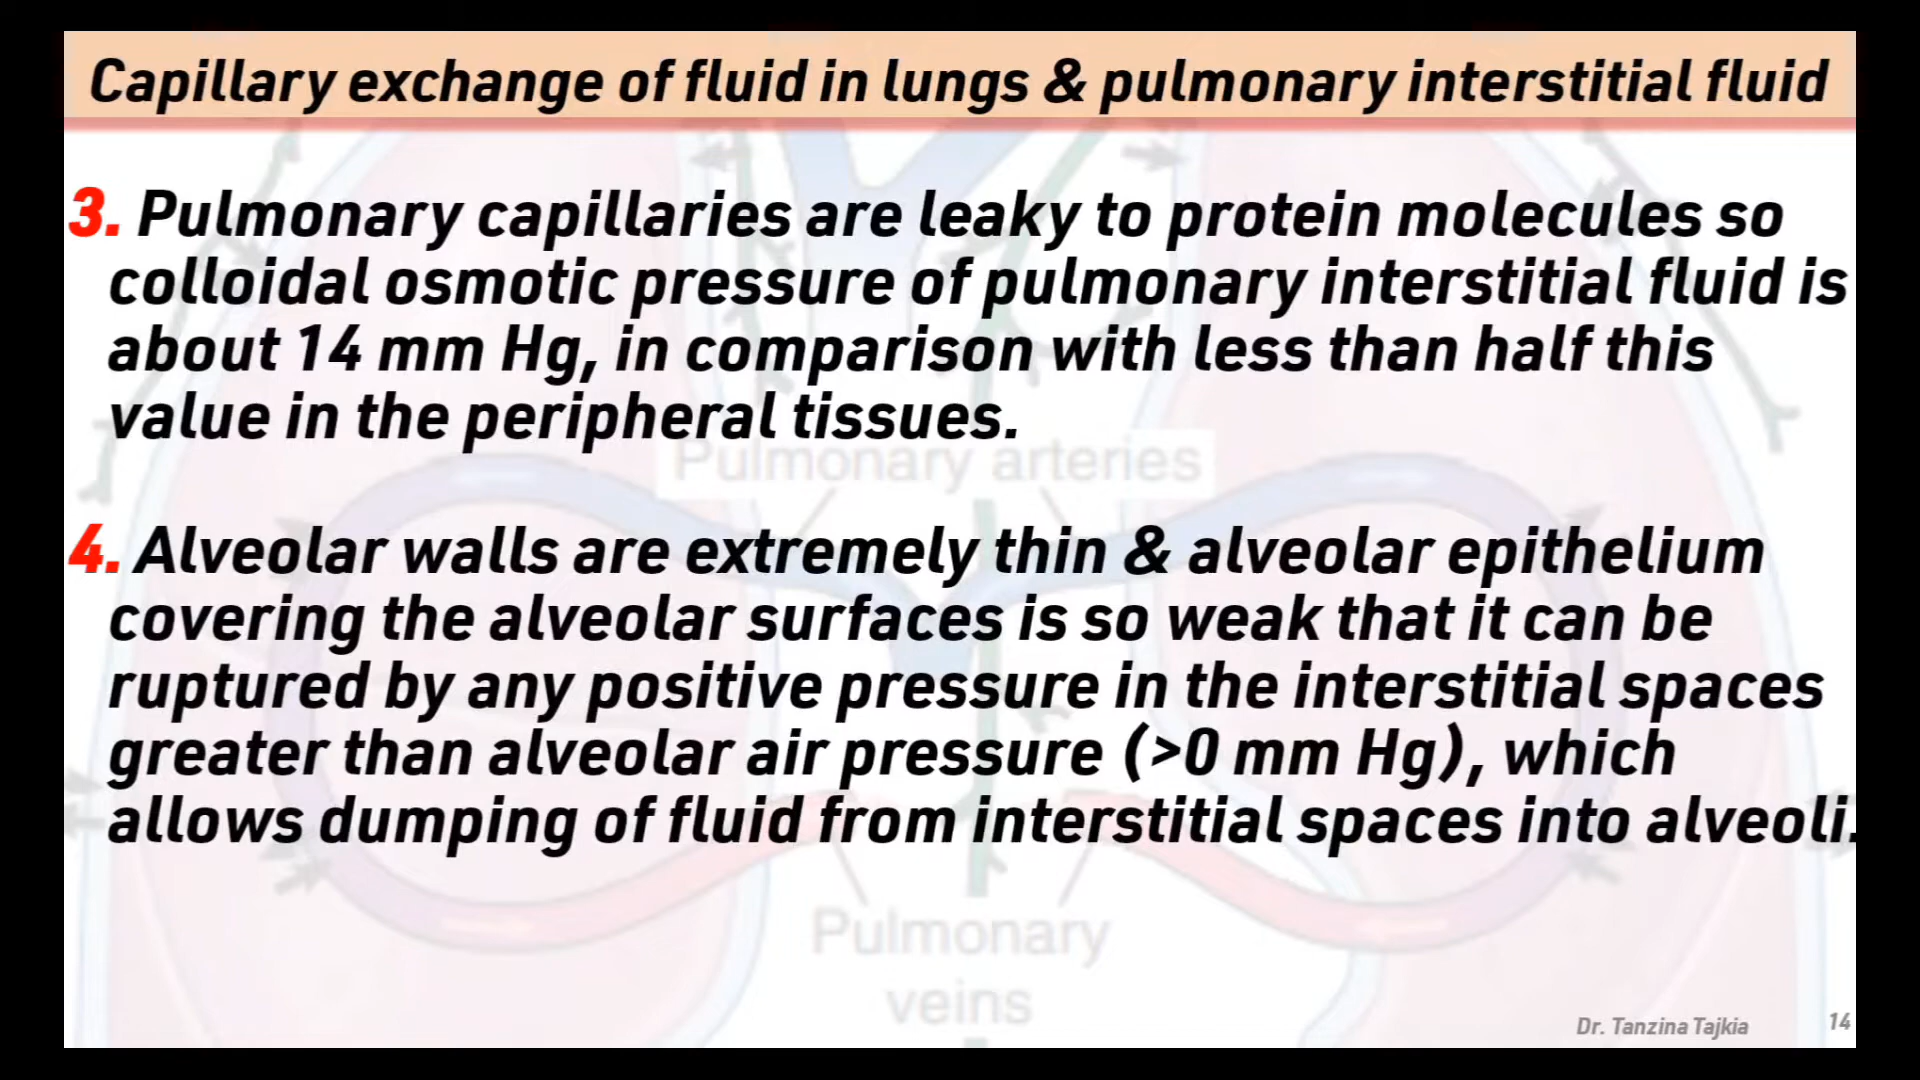 Capillary exchange of fluid in lungs & pulmonary interstitial fluid
3. Pulmonary capillaries are leaky to protein molecules so
colloidal osmotic pressure of pulmonary interstitial fluid is
about 14 mm Hg, in comparison with less than half this
value in the peripheral tissues.
Pulmonary arteries
4. Alveolar walls are extremely thin & alveolar epithelium
covering the alveolar surfaces is so weak that it can be
ruptured by any positive pressure in the interstitial spaces
greater than alveolar air pressure (>0 mm Hg), which
allows dumping of fluid from interstitial spaces into alveoli.
Pulmonary
veins
Dr. Tanzina Tajkia
14